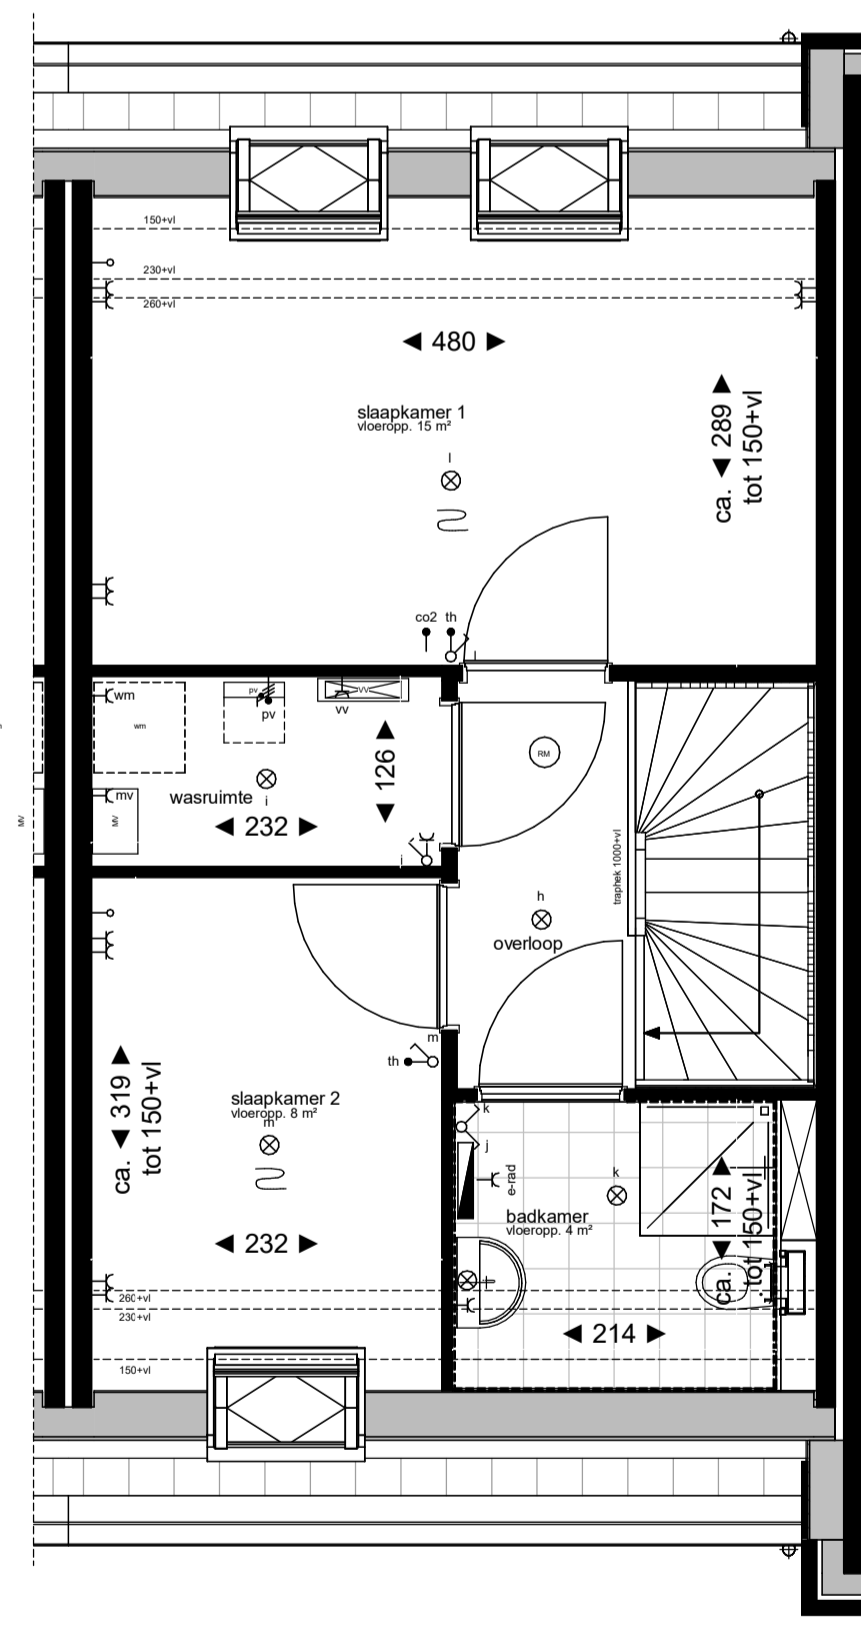 150+vl
230+vl
260+vl
480
slaapkamer 1
vloeropp. 15 m²
ca. 289
tot 150+vl
l
co2 th
l
wm
wm
pv
pv
vv
vv
126
RM
mv
MV
MV
wasruimte
i
232
i
traphek 1000+vl
h
overloop
m
th
ca. 319
tot 150+vl
slaapkamer 2
vloeropp. 8 m²
m
232
k
j
e-rad
k
badkamer
vloeropp. 4 m²
ca. 172
tot 150+vl
j
214
260+vl
230+vl
150+vl